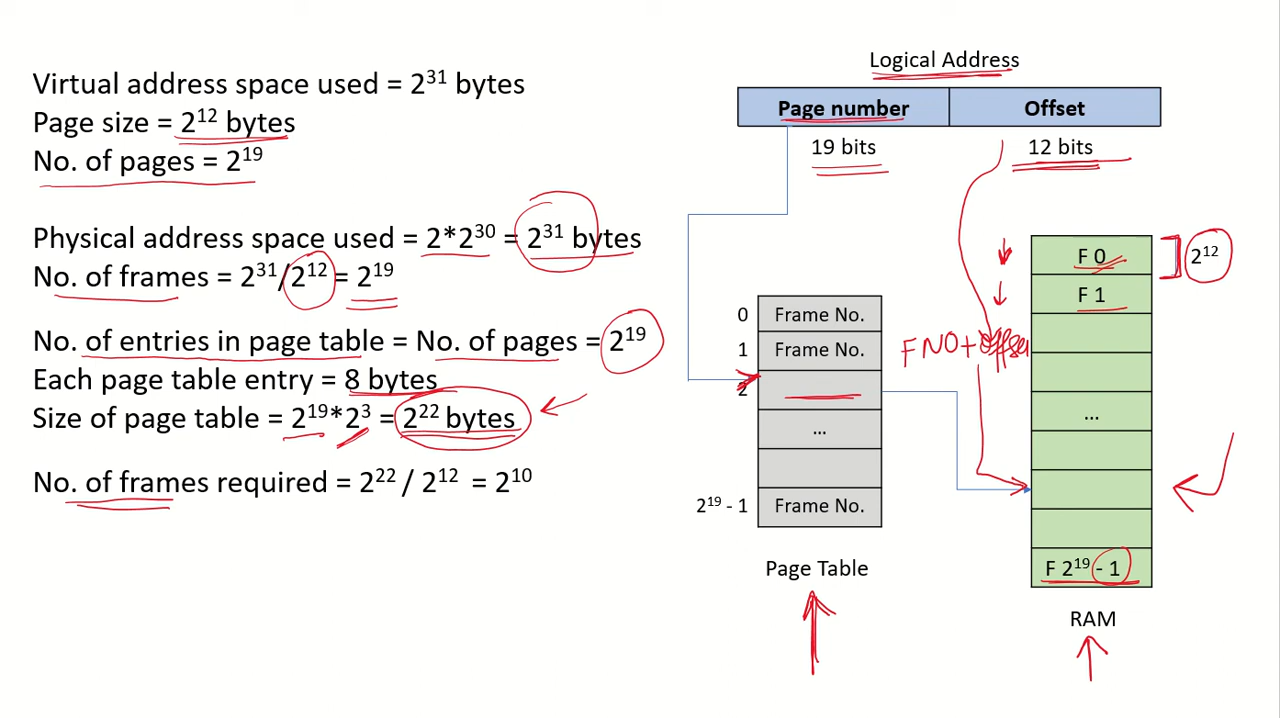 Virtual address space used = 2³¹ bytes
Page size = 2¹² bytes
No. of pages = 2¹⁹
Physical address space used = 2*2³⁰ = 2³¹ bytes
No. of frames = 2³¹/2¹² = 2¹⁹
No. of entries in page table = No. of pages = 2¹⁹
Each page table entry = 8 bytes
Size of page table = 2¹⁹*2³ = 2²² bytes
No. of frames required = 2²² / 2¹² = 2¹⁰
Logical Address
Page number Offset
19 bits 12 bits
0 Frame No.
1 Frame No.
2
...
2¹⁹ - 1 Frame No.
Page Table
FNO + Offset
F 0 2¹²
F 1
...
F 2¹⁹ - 1
RAM